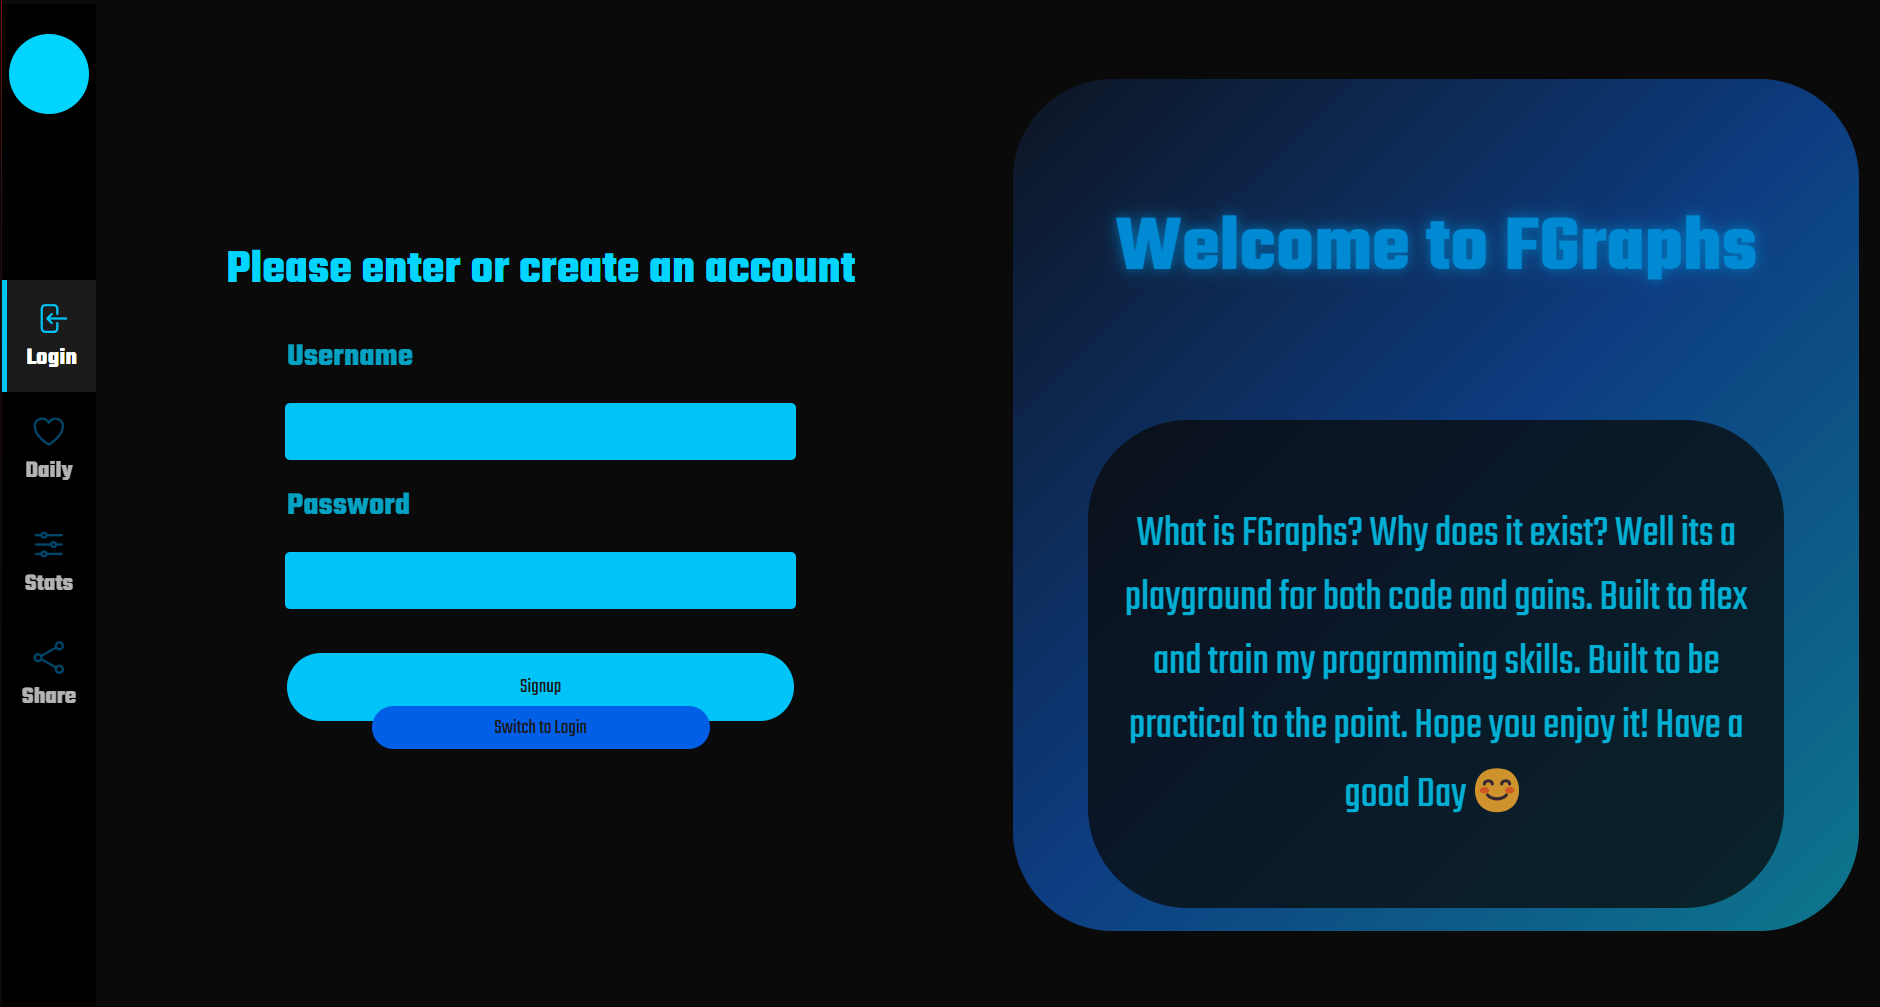 Login
Daily
Stats
Share
Please enter or create an account
Username
Password
Signup
Switch to Login
Welcome to FGraphs
What is FGraphs? Why does it exist? Well its a
playground for both code and gains. Built to flex
and train my programming skills. Built to be
practical to the point. Hope you enjoy it! Have a
good Day 😊